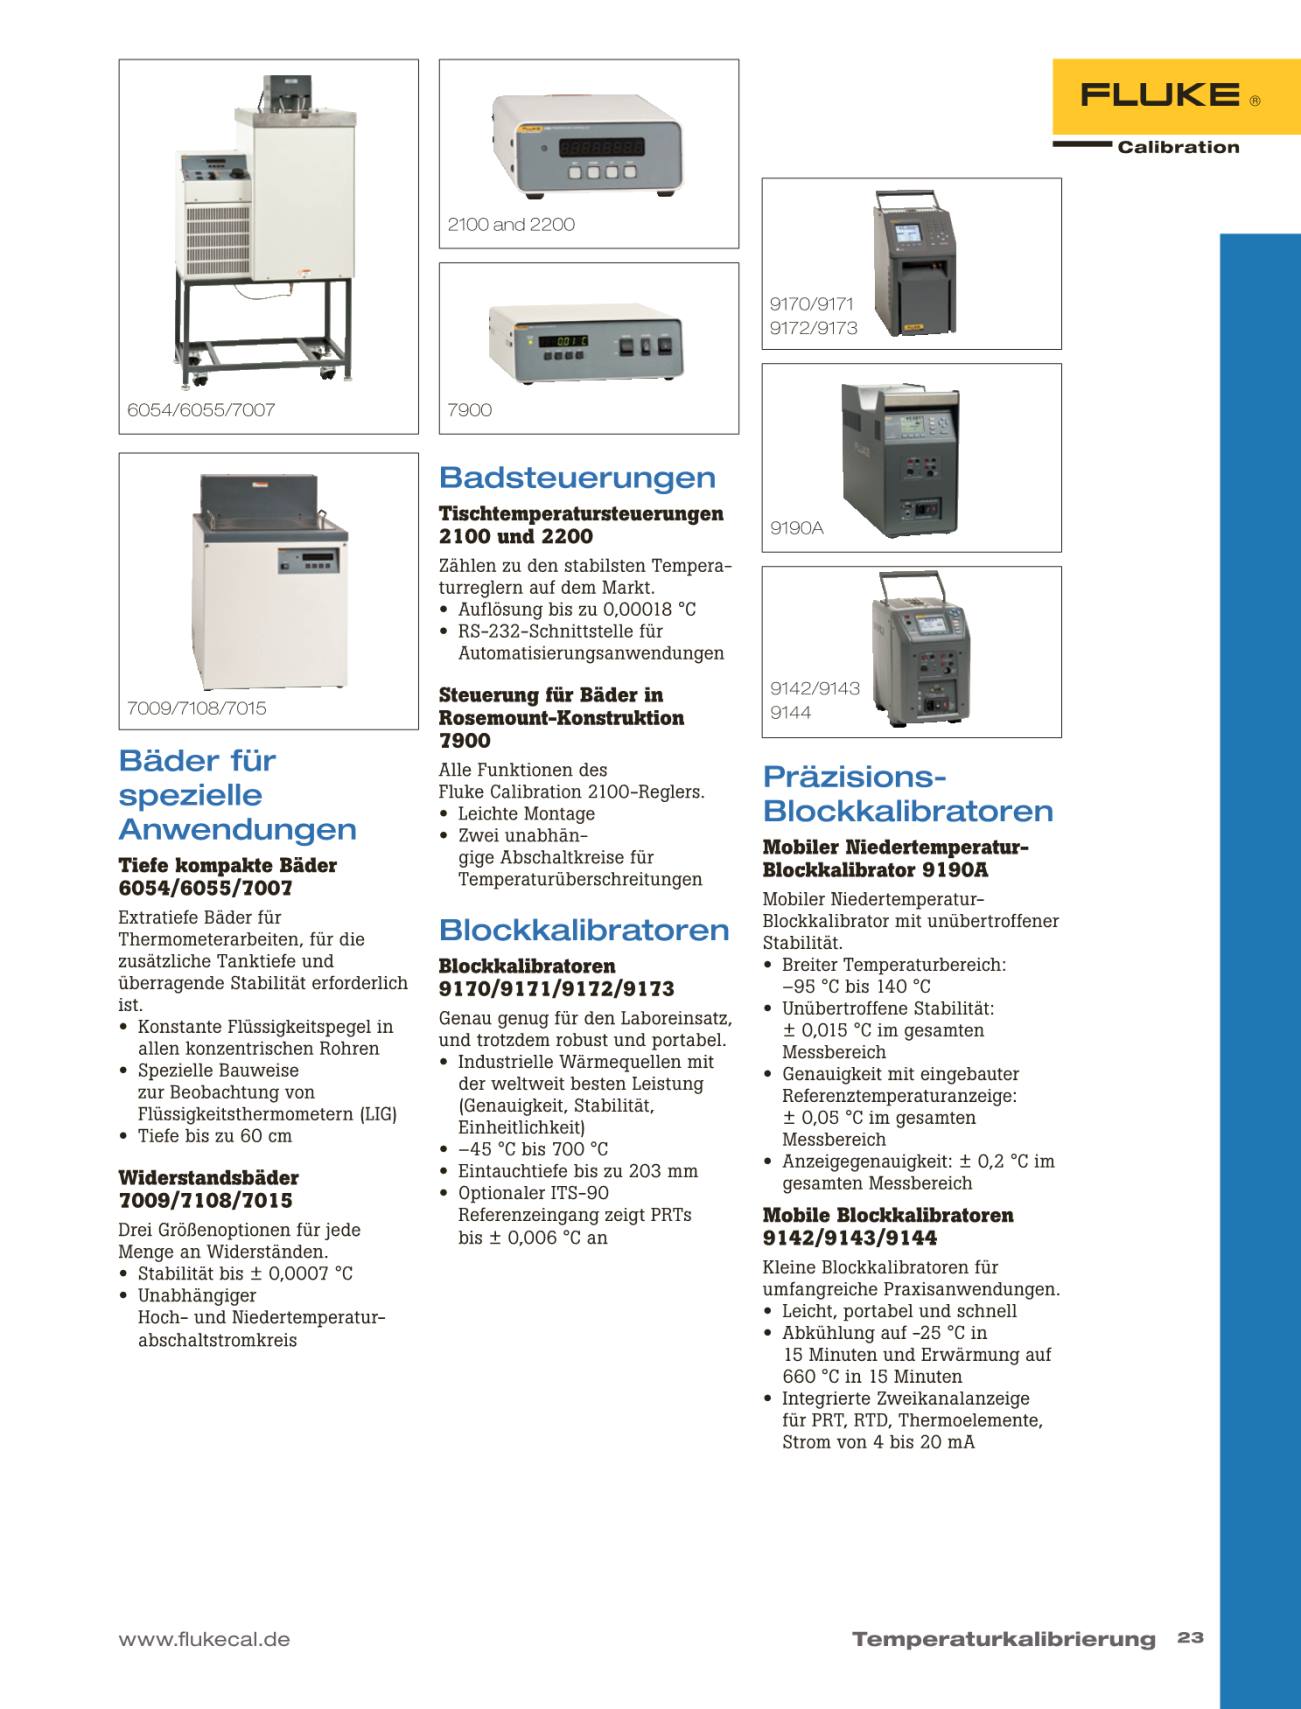 FLUKE ®
Calibration
6054/6055/7007
2100 and 2200
7900
9170/9171
9172/9173
9190A
9142/9143
9144
7009/7108/7015
Bäder für
spezielle
Anwendungen
Tiefe kompakte Bäder
6054/6055/7007
Extratiefe Bäder für
Thermometerarbeiten, für die
zusätzliche Tanktiefe und
überragende Stabilität erforderlich
ist.
• Konstante Flüssigkeitspegel in
allen konzentrischen Rohren
• Spezielle Bauweise
zur Beobachtung von
Flüssigkeitsthermometern (LIG)
• Tiefe bis zu 60 cm
Widerstandsbäder
7009/7108/7015
Drei Größenoptionen für jede
Menge an Widerständen.
• Stabilität bis ± 0,0007 °C
• Unabhängiger
Hoch- und Niedertemperatur-
abschaltstromkreis
Badsteuerungen
Tischtemperatursteuerungen
2100 und 2200
Zählen zu den stabilsten Tempera-
turreglern auf dem Markt.
• Auflösung bis zu 0,00018 °C
• RS-232-Schnittstelle für
Automatisierungsanwendungen
Steuerung für Bäder in
Rosemount-Konstruktion
7900
Alle Funktionen des
Fluke Calibration 2100-Reglers.
• Leichte Montage
• Zwei unabhän-
gige Abschaltkreise für
Temperaturüberschreitungen
Blockkalibratoren
Blockkalibratoren
9170/9171/9172/9173
Genau genug für den Laboreinsatz,
und trotzdem robust und portabel.
• Industrielle Wärmequellen mit
der weltweit besten Leistung
(Genauigkeit, Stabilität,
Einheitlichkeit)
• –45 °C bis 700 °C
• Eintauchtiefe bis zu 203 mm
• Optionaler ITS-90
Referenzeingang zeigt PRTs
bis ± 0,006 °C an
Präzisions-
Blockkalibratoren
Mobiler Niedertemperatur-
Blockkalibrator 9190A
Mobiler Niedertemperatur-
Blockkalibrator mit unübertroffener
Stabilität.
• Breiter Temperaturbereich:
–95 °C bis 140 °C
• Unübertroffene Stabilität:
± 0,015 °C im gesamten
Messbereich
• Genauigkeit mit eingebauter
Referenztemperaturanzeige:
± 0,05 °C im gesamten
Messbereich
• Anzeigegenauigkeit: ± 0,2 °C im
gesamten Messbereich
Mobile Blockkalibratoren
9142/9143/9144
Kleine Blockkalibratoren für
umfangreiche Praxisanwendungen.
• Leicht, portabel und schnell
• Abkühlung auf -25 °C in
15 Minuten und Erwärmung auf
660 °C in 15 Minuten
• Integrierte Zweikanalanzeige
für PRT, RTD, Thermoelemente,
Strom von 4 bis 20 mA
www.flukecal.de
Temperaturkalibrierung 23